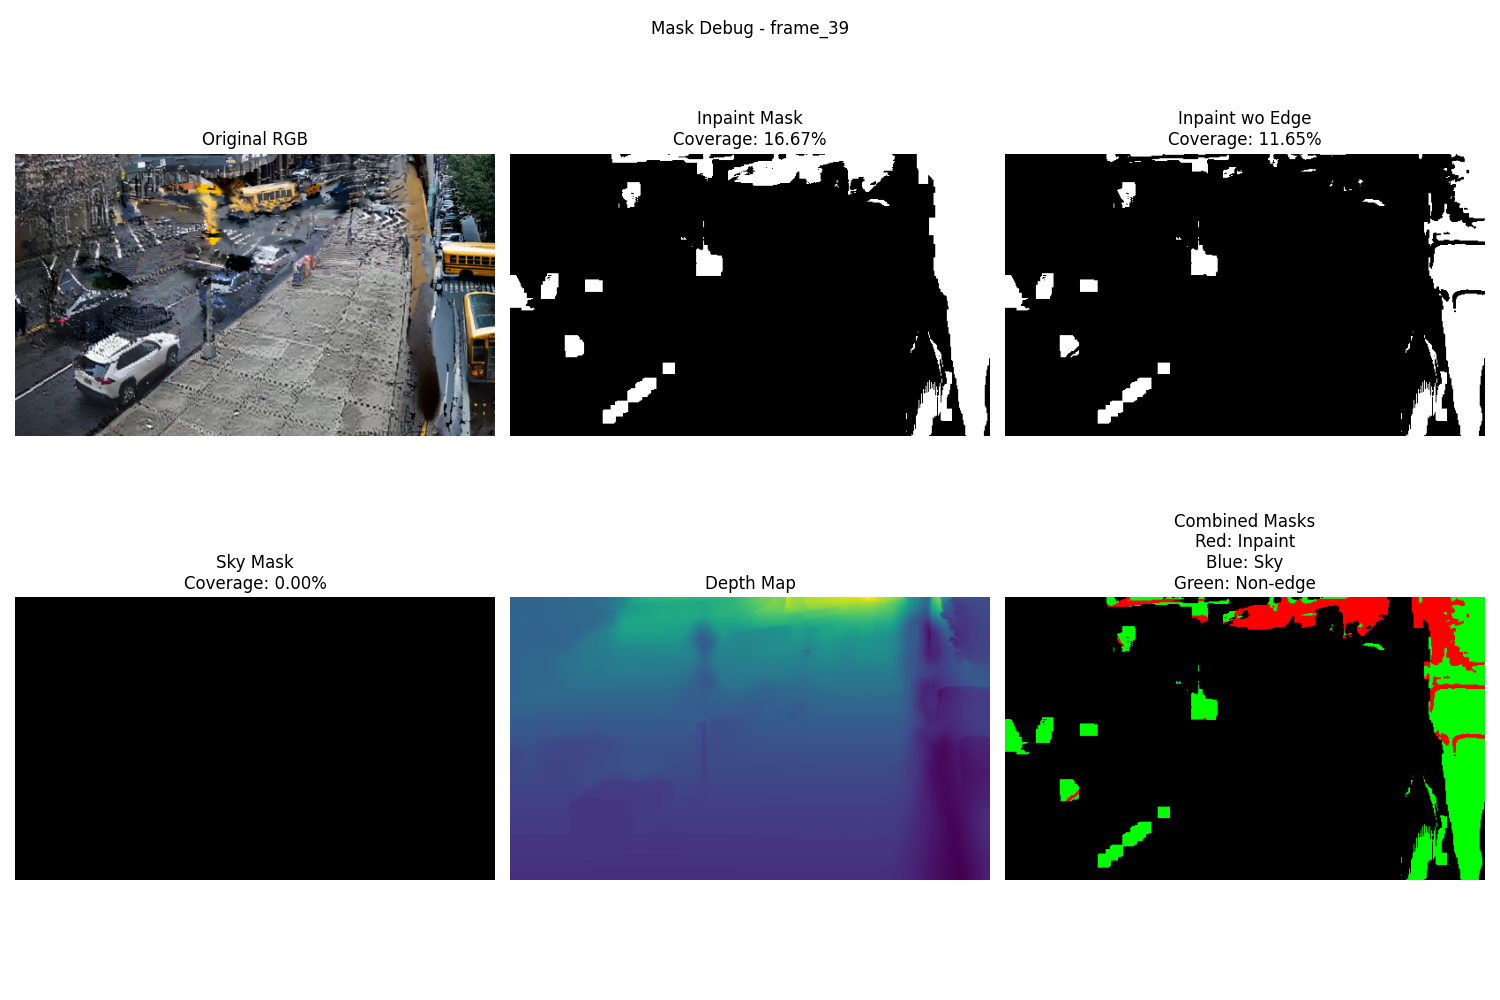 Mask Debug - frame_39
Original RGB
Inpaint Mask
Coverage: 16.67%
Inpaint wo Edge
Coverage: 11.65%
Sky Mask
Coverage: 0.00%
Depth Map
Combined Masks
Red: Inpaint
Blue: Sky
Green: Non-edge